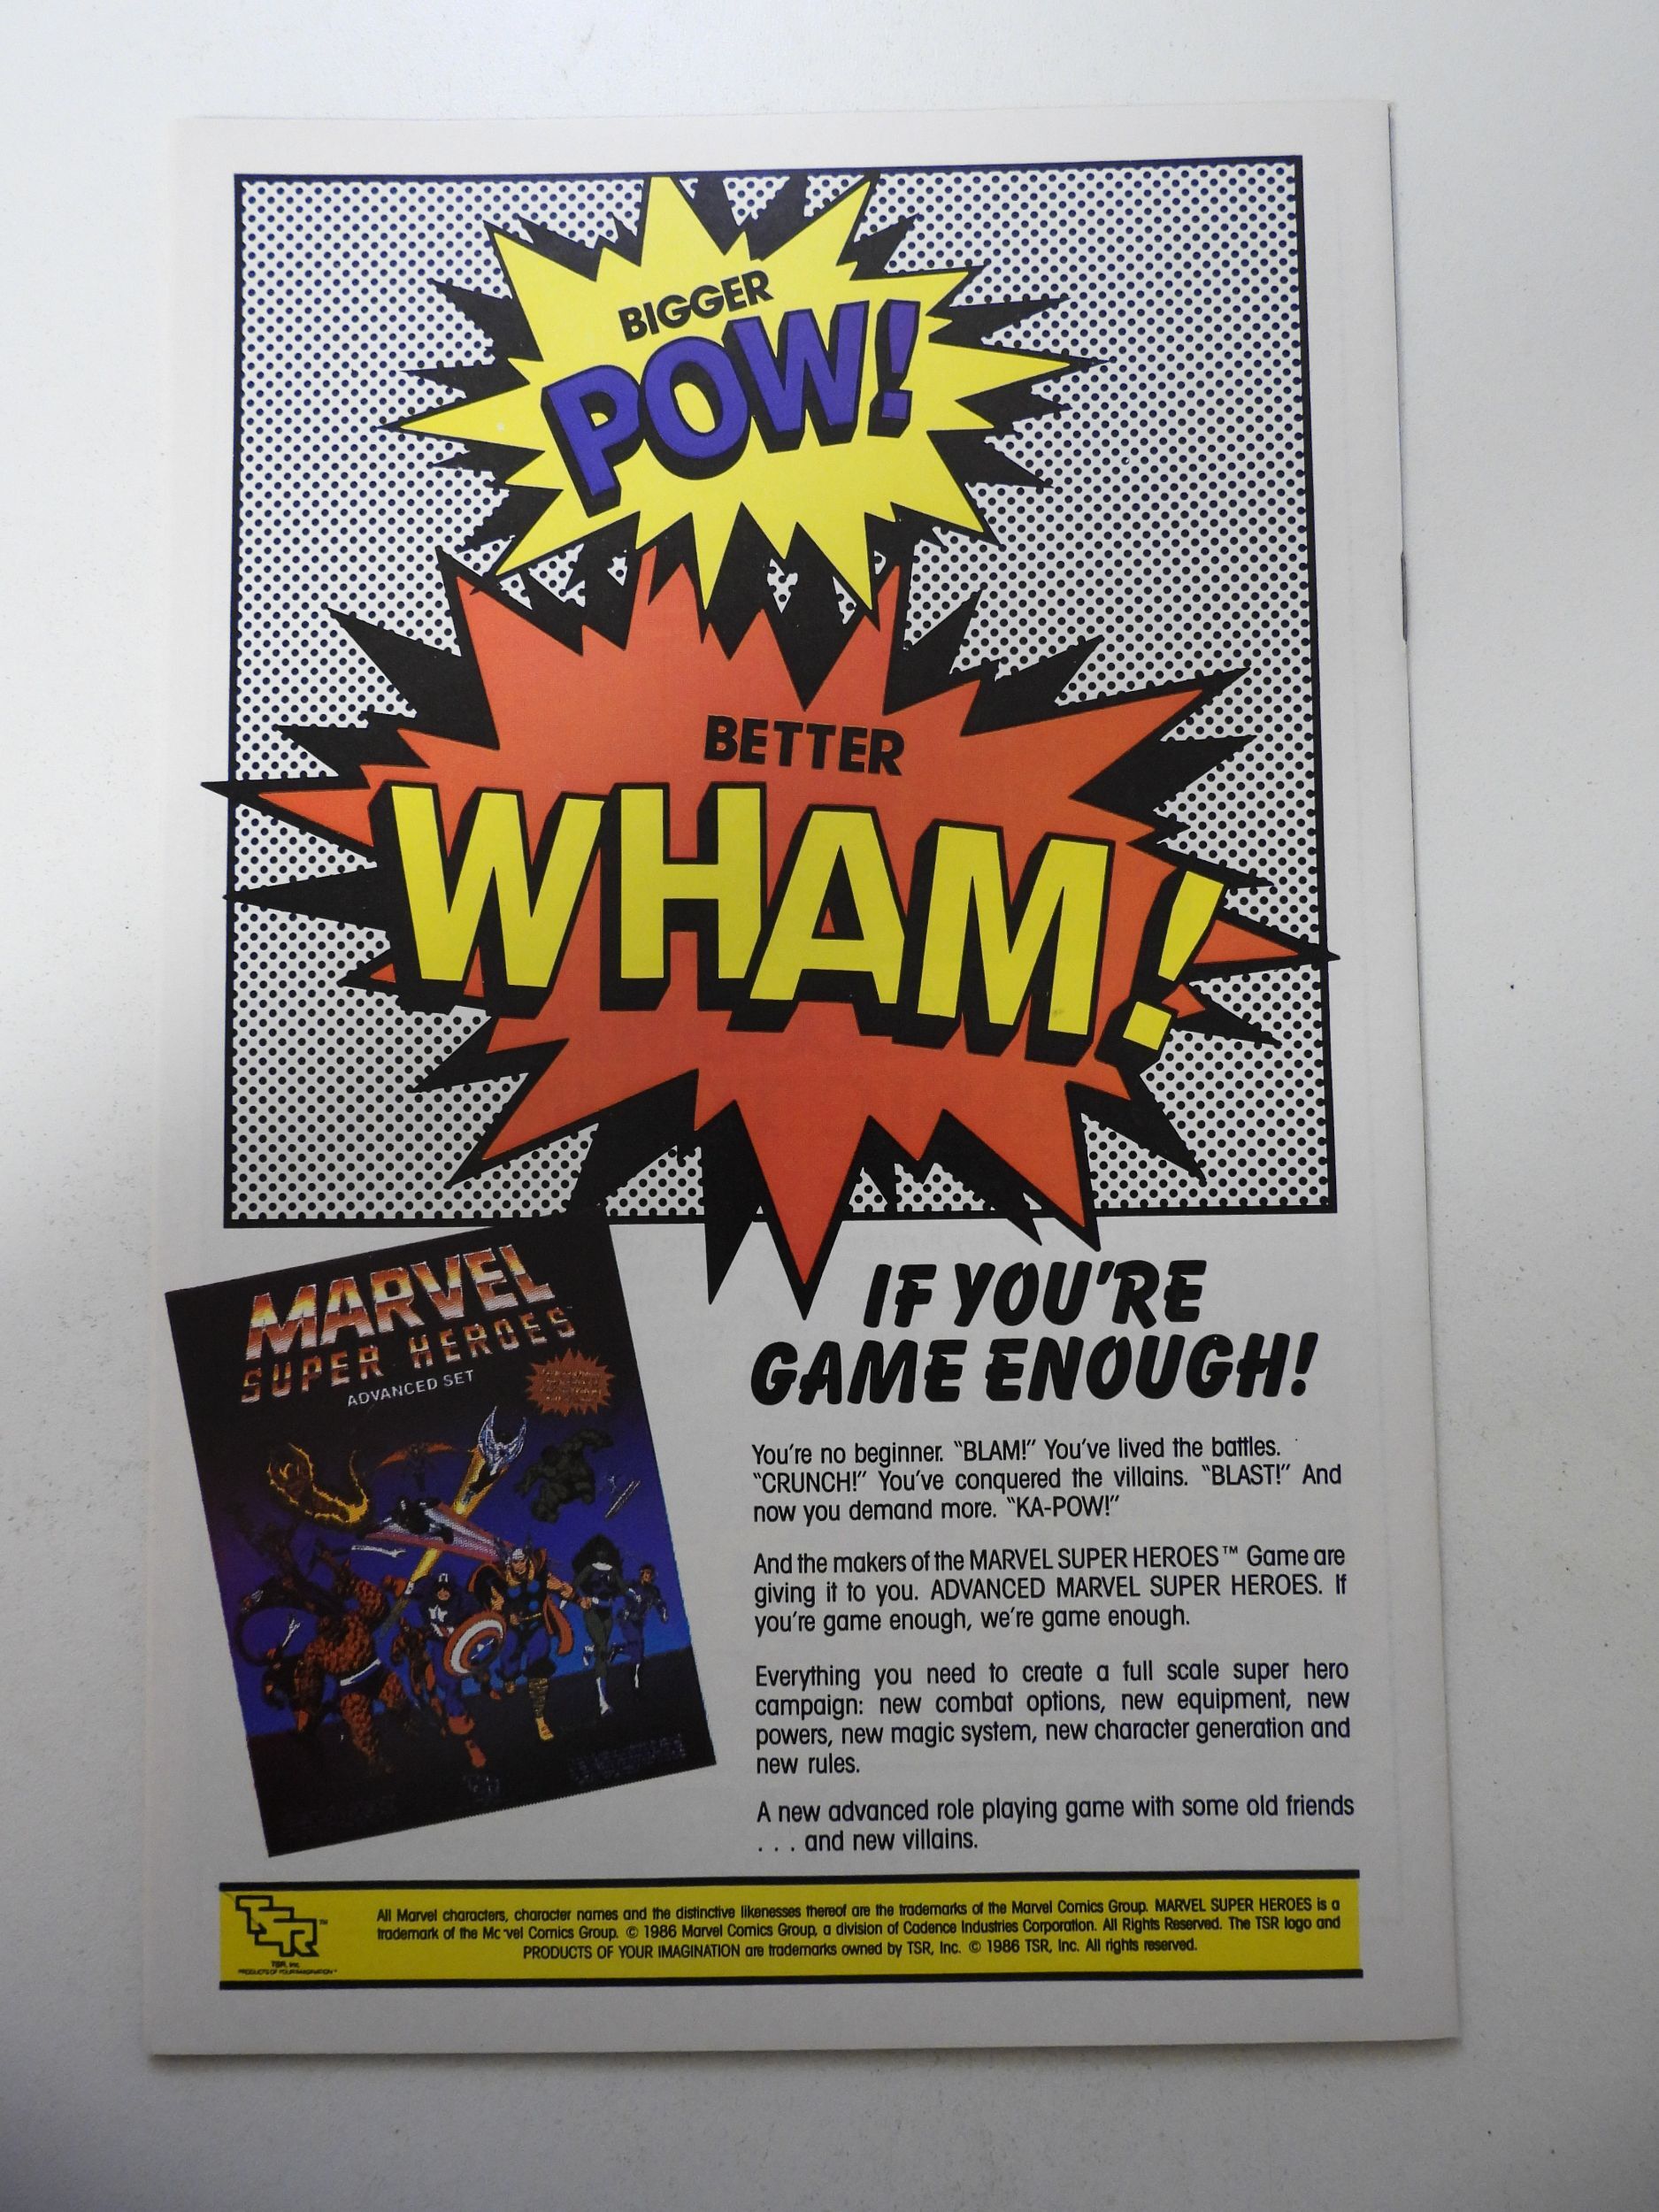 BIGGER
POW!
BETTER
WHAM!
MARVEL
SUPER HEROES
ADVANCED SET
IF YOU'RE
GAME ENOUGH!
You're no beginner. "BLAM!" You've lived the battles.
"CRUNCH!" You've conquered the villains. "BLAST!" And
now you demand more. "KA-POW!"
And the makers of the MARVEL SUPER HEROES™ Game are
giving it to you. ADVANCED MARVEL SUPER HEROES. If
you're game enough, we're game enough.
Everything you need to create a full scale super hero
campaign: new combat options, new equipment, new
powers, new magic system, new character generation and
new rules.
A new advanced role playing game with some old friends
. . . and new villains.
TSR™
TSR, Inc.
PRODUCTS OF YOUR IMAGINATION™
All Marvel characters, character names and the distinctive likenesses thereof are the trademarks of the Marvel Comics Group. MARVEL SUPER HEROES is a
trademark of the Mc vel Comics Group. © 1986 Marvel Comics Group, a division of Cadence Industries Corporation. All Rights Reserved. The TSR logo and
PRODUCTS OF YOUR IMAGINATION are trademarks owned by TSR, Inc. © 1986 TSR, Inc. All rights reserved.